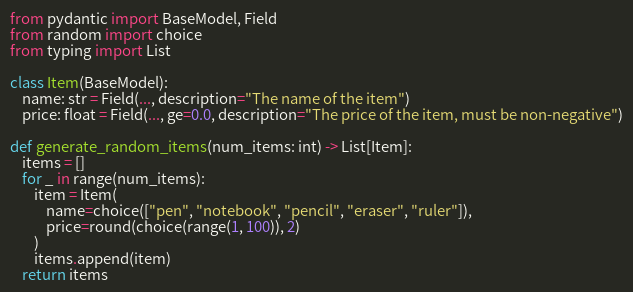 from pydantic import BaseModel, Field
from random import choice
from typing import List

class Item(BaseModel):
    name: str = Field(..., description="The name of the item")
    price: float = Field(..., ge=0.0, description="The price of the item, must be non-negative")

def generate_random_items(num_items: int) -> List[Item]:
    items = []
    for _ in range(num_items):
        item = Item(
            name=choice(["pen", "notebook", "pencil", "eraser", "ruler"]),
            price=round(choice(range(1, 100)), 2)
        )
        items.append(item)
    return items